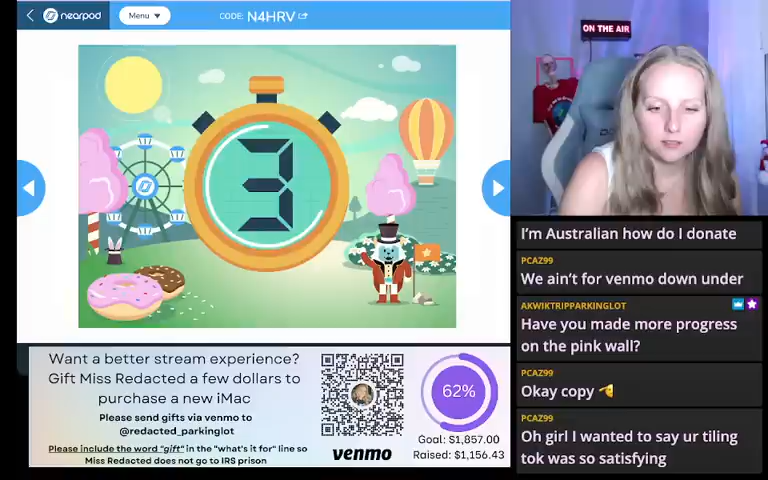 nearpod
Menu
CODE: N4HRV
ON THE AIR
3
I'm Australian how do I donate
PCAZ99
We ain't for venmo down under
AKWIKTRIPPARKINGLOT
Have you made more progress
on the pink wall?
PCAZ99
Okay copy
PCAZ99
Oh girl I wanted to say ur tiling
tok was so satisfying
Want a better stream experience?
Gift Miss Redacted a few dollars to
purchase a new iMac
Please send gifts via venmo to
@redacted_parkinglot
Please include the word "gift" in the "what's it for" line so
Miss Redacted does not go to IRS prison
venmo
62%
Goal: $1,857.00
Raised: $1,156.43